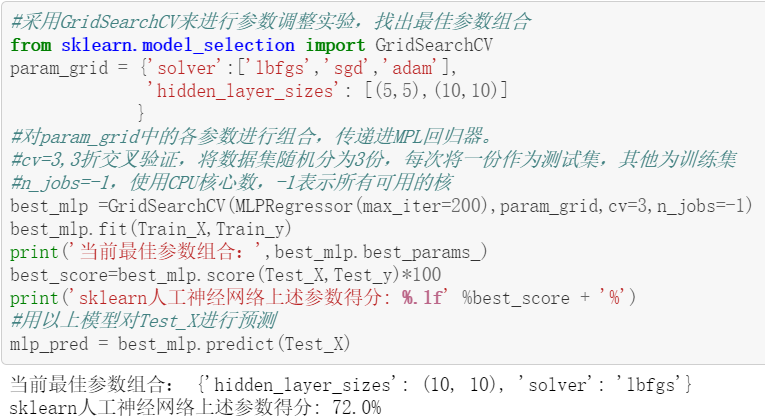 #采用GridSearchCV来进行参数调整实验，找出最佳参数组合
from sklearn.model_selection import GridSearchCV
param_grid = {'solver':['lbfgs','sgd','adam'],
'hidden_layer_sizes': [(5,5),(10,10)]
}
#对param_grid中的各参数进行组合，传递进MPL回归器。
#cv=3,3折交叉验证，将数据集随机分为3份，每次将一份作为测试集，其他为训练集
#n_jobs=-1，使用CPU核心数，-1表示所有可用的核
best_mlp =GridSearchCV(MLPRegressor(max_iter=200),param_grid,cv=3,n_jobs=-1)
best_mlp.fit(Train_X,Train_y)
print('当前最佳参数组合：',best_mlp.best_params_)
best_score=best_mlp.score(Test_X,Test_y)*100
print('sklearn人工神经网络上述参数得分: %.1f' %best_score + '%')
#用以上模型对Test_X进行预测
mlp_pred = best_mlp.predict(Test_X)
当前最佳参数组合： {'hidden_layer_sizes': (10, 10), 'solver': 'lbfgs'}
sklearn人工神经网络上述参数得分: 72.0%